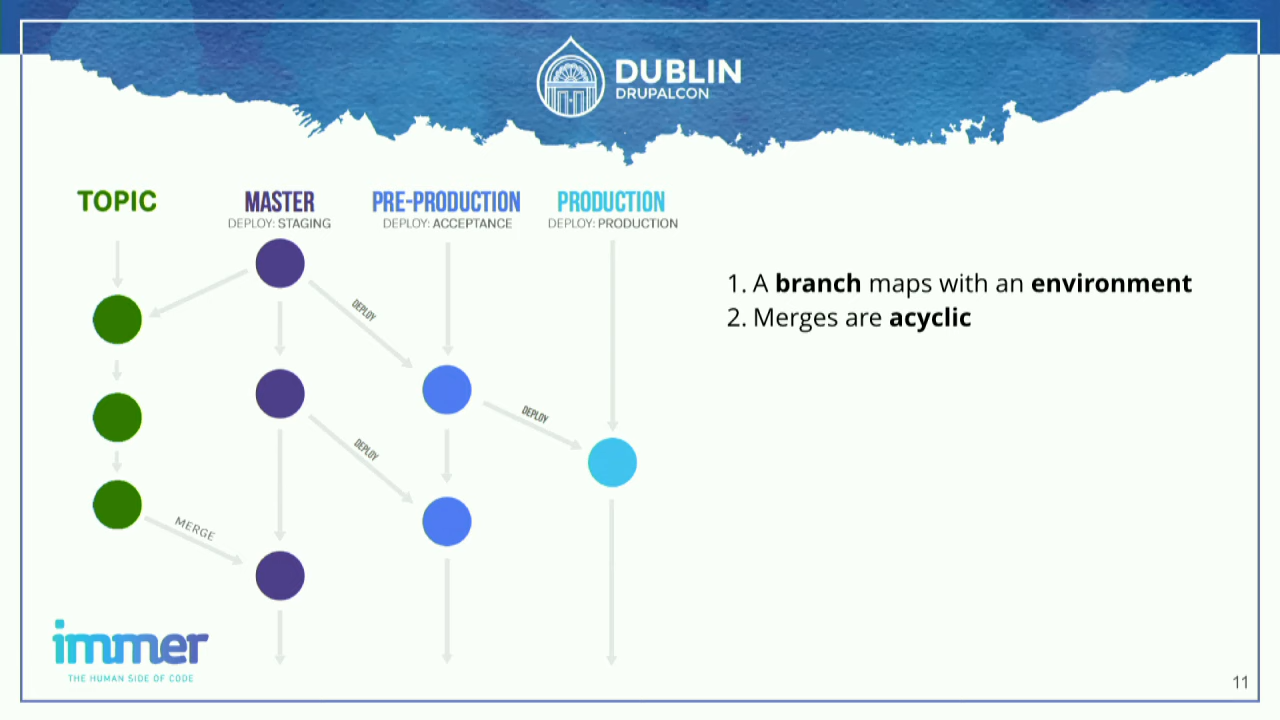 DUBLIN
DRUPALCON
TOPIC
MASTER
DEPLOY: STAGING
PRE-PRODUCTION
DEPLOY: ACCEPTANCE
PRODUCTION
DEPLOY: PRODUCTION
DEPLOY
DEPLOY
DEPLOY
MERGE
1. A branch maps with an environment
2. Merges are acyclic
immer
THE HUMAN SIDE OF CODE
11